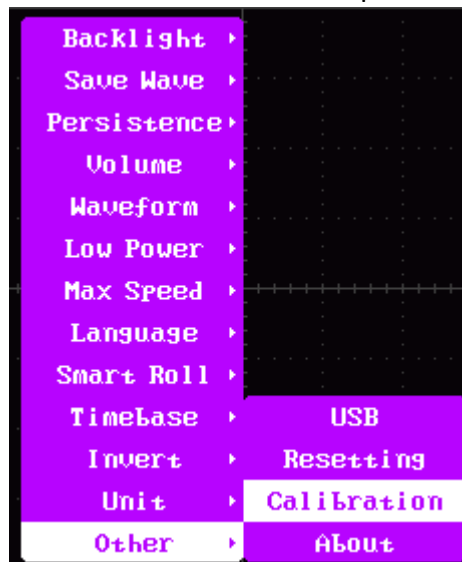 Backlight
Save Wave
Persistence
Volume
Waveform
Low Power
Max Speed
Language
Smart Roll
Timebase
Invert
Unit
Other
USB
Resetting
Calibration
About